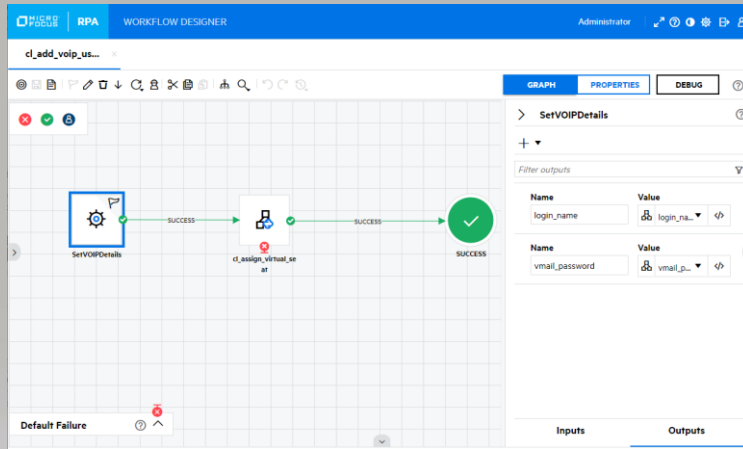 MICRO
FOCUS
RPA
WORKFLOW DESIGNER
Administrator
cl_add_voip_us...
GRAPH
PROPERTIES
DEBUG
SetVOIPDetails
Filter outputs
Name
Value
login_name
login_na...
Name
Value
vmail_password
vmail_p...
SUCCESS
SUCCESS
SetVOIPDetails
cl_assign_virtual_se
at
SUCCESS
Default Failure
Inputs
Outputs